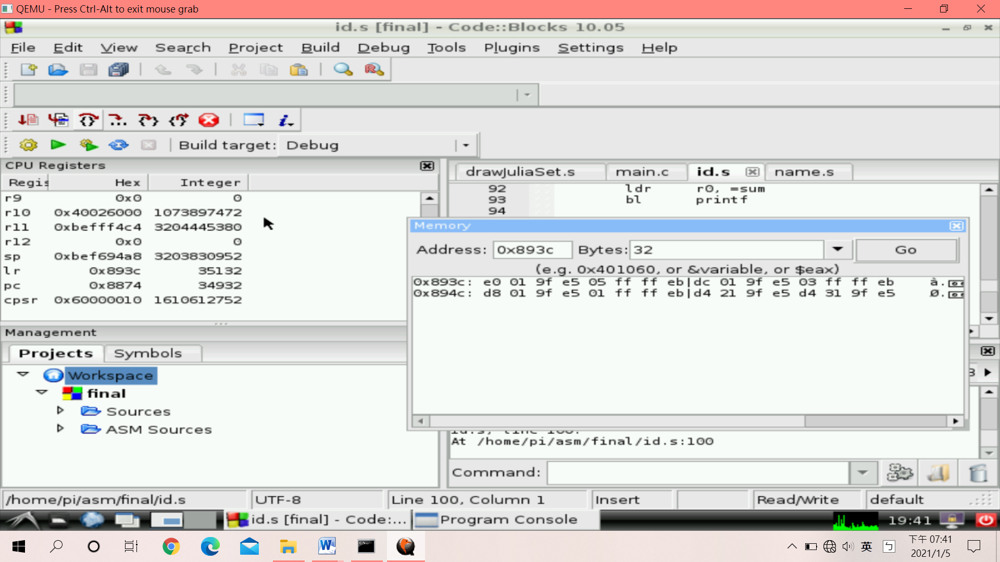 QEMU - Press Ctrl-Alt to exit mouse grab
id.s [final] - Code::Blocks 10.05
File Edit View Search Project Build Debug Tools Plugins Settings Help
Build target: Debug
CPU Registers
Regis Hex Integer
r9 0x0 0
r10 0x40026000 1073897472
r11 0xbefff4c4 3204445380
r12 0x0 0
sp 0xbef694a8 3203830952
lr 0x893c 35132
pc 0x8874 34932
cpsr 0x60000010 1610612752
drawJuliaSet.s main.c id.s name.s
92 ldr r0, =sum
93 bl printf
94
Memory
Address: 0x893c Bytes: 32 Go
(e.g. 0x401060, or &variable, or $eax)
0x893c: e0 01 9f e5 05 ff ff eb|dc 01 9f e5 03 ff ff eb à.
0x894c: d8 01 9f e5 01 ff ff eb|d4 21 9f e5 d4 31 9f e5 Ø.
Management
Projects Symbols
Workspace
final
Sources
ASM Sources
id.s, line 100.
At /home/pi/asm/final/id.s:100
Command:
/home/pi/asm/final/id.s UTF-8 Line 100, Column 1 Insert Read/Write default
id.s [final] - Code:... Program Console 19:41
英 ㄅ 下午 07:41
2021/1/5